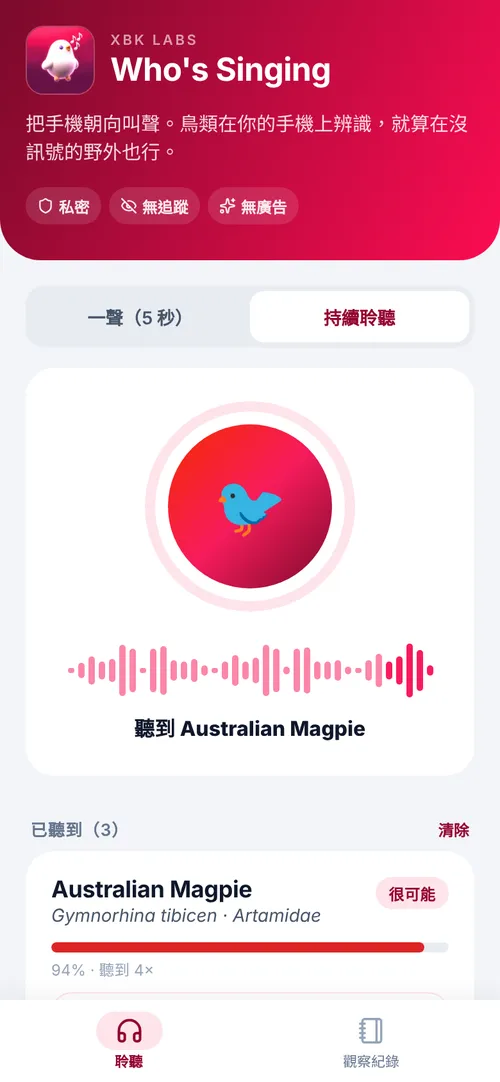 XBK LABS
Who's Singing
把手機朝向叫聲。鳥類在你的手機上辨識，就算在沒
訊號的野外也行。
私密
無追蹤
無廣告
一聲（5 秒）
持續聆聽
聽到 Australian Magpie
已聽到（3）
清除
Australian Magpie
很可能
Gymnorhina tibicen · Artamidae
94% · 聽到 4×
聆聽
觀察紀錄